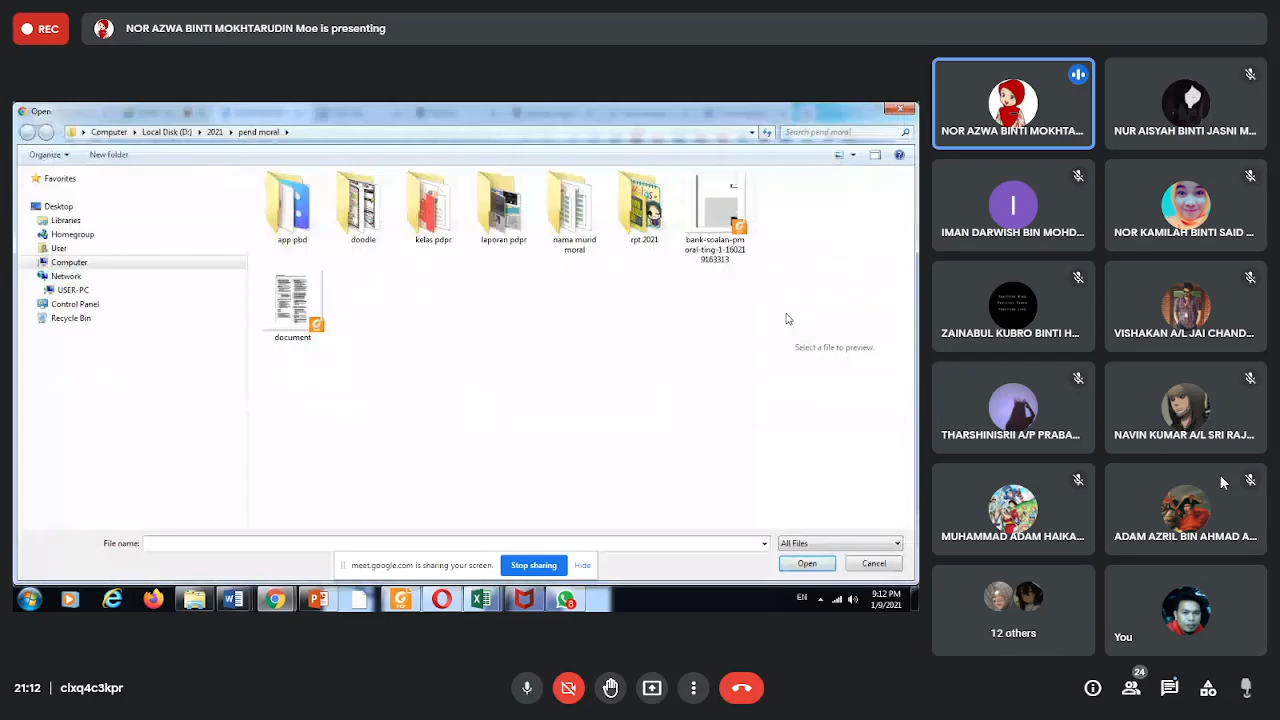 REC
NOR AZWA BINTI MOKHTARUDIN Moe is presenting
Open
Computer
Local Disk (D:)
2021
pend moral
Search pend moral
Organize
New folder
Favorites
Desktop
Libraries
Homegroup
User
Computer
Network
USER-PC
Control Panel
Recycle Bin
app pbd
doodle
kelas pdpr
laporan pdpr
nama murid
moral
rpt 2021
bank-soalan-pm
oral-ting-1-16021
9163313
document
Select a file to preview.
File name:
All Files
Open
Cancel
meet.google.com is sharing your screen.
Stop sharing
Hide
EN
9:12 PM
1/9/2021
8
NOR AZWA BINTI MOKHTA...
NUR AISYAH BINTI JASNI M...
I
IMAN DARWISH BIN MOHD...
NOR KAMILAH BINTI SAID ...
ZAINABUL KUBRO BINTI H...
VISHAKAN A/L JAI CHAND...
THARSHINISRII A/P PRABA...
NAVIN KUMAR A/L SRI RAJ...
MUHAMMAD ADAM HAIKA...
ADAM AZRIL BIN AHMAD A...
12 others
You
21:12
clxq4c3kpr
24